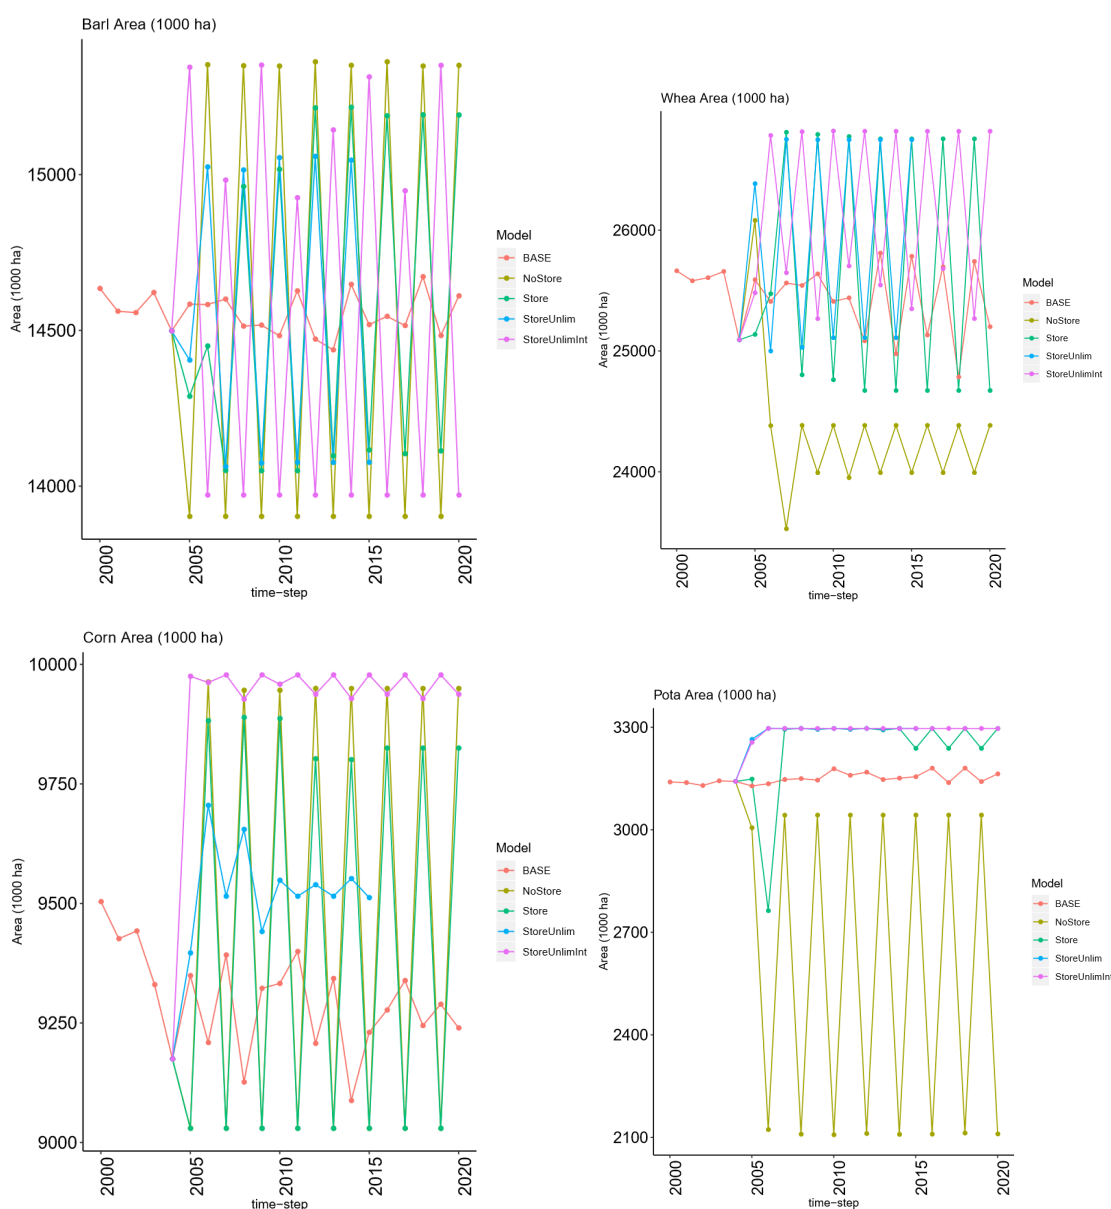 Barl Area (1000 ha)
Area (1000 ha)
15000
14500
14000
2000
2005
2010
2015
2020
time−step
Model
BASE
NoStore
Store
StoreUnlim
StoreUnlimInt
Whea Area (1000 ha)
Area (1000 ha)
26000
25000
24000
2000
2005
2010
2015
2020
time−step
Model
BASE
NoStore
Store
StoreUnlim
StoreUnlimInt
Corn Area (1000 ha)
Area (1000 ha)
10000
9750
9500
9250
9000
2000
2005
2010
2015
2020
time−step
Model
BASE
NoStore
Store
StoreUnlim
StoreUnlimInt
Pota Area (1000 ha)
Area (1000 ha)
3300
3000
2700
2400
2100
2000
2005
2010
2015
2020
time−step
Model
BASE
NoStore
Store
StoreUnlim
StoreUnlimInt